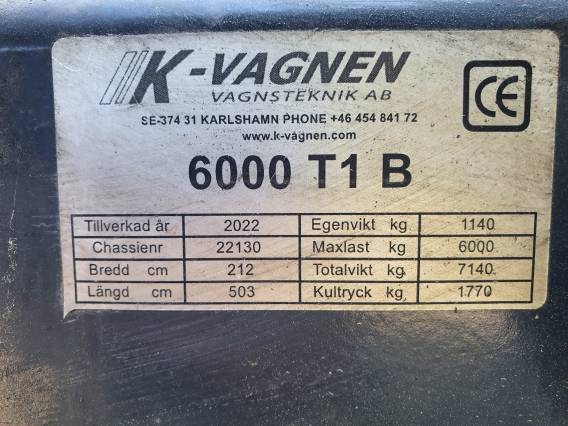 K-VAGNEN
VAGNSTEKNIK AB
SE-374 31 KARLSHAMN PHONE +46 454 841 72
www.k-vagnen.com
CE
6000 T1 B
Tillverkad år 2022 Egenvikt kg 1140
Chassienr 22130 Maxlast kg 6000
Bredd cm 212 Totalvikt kg 7140
Längd cm 503 Kultryck kg 1770